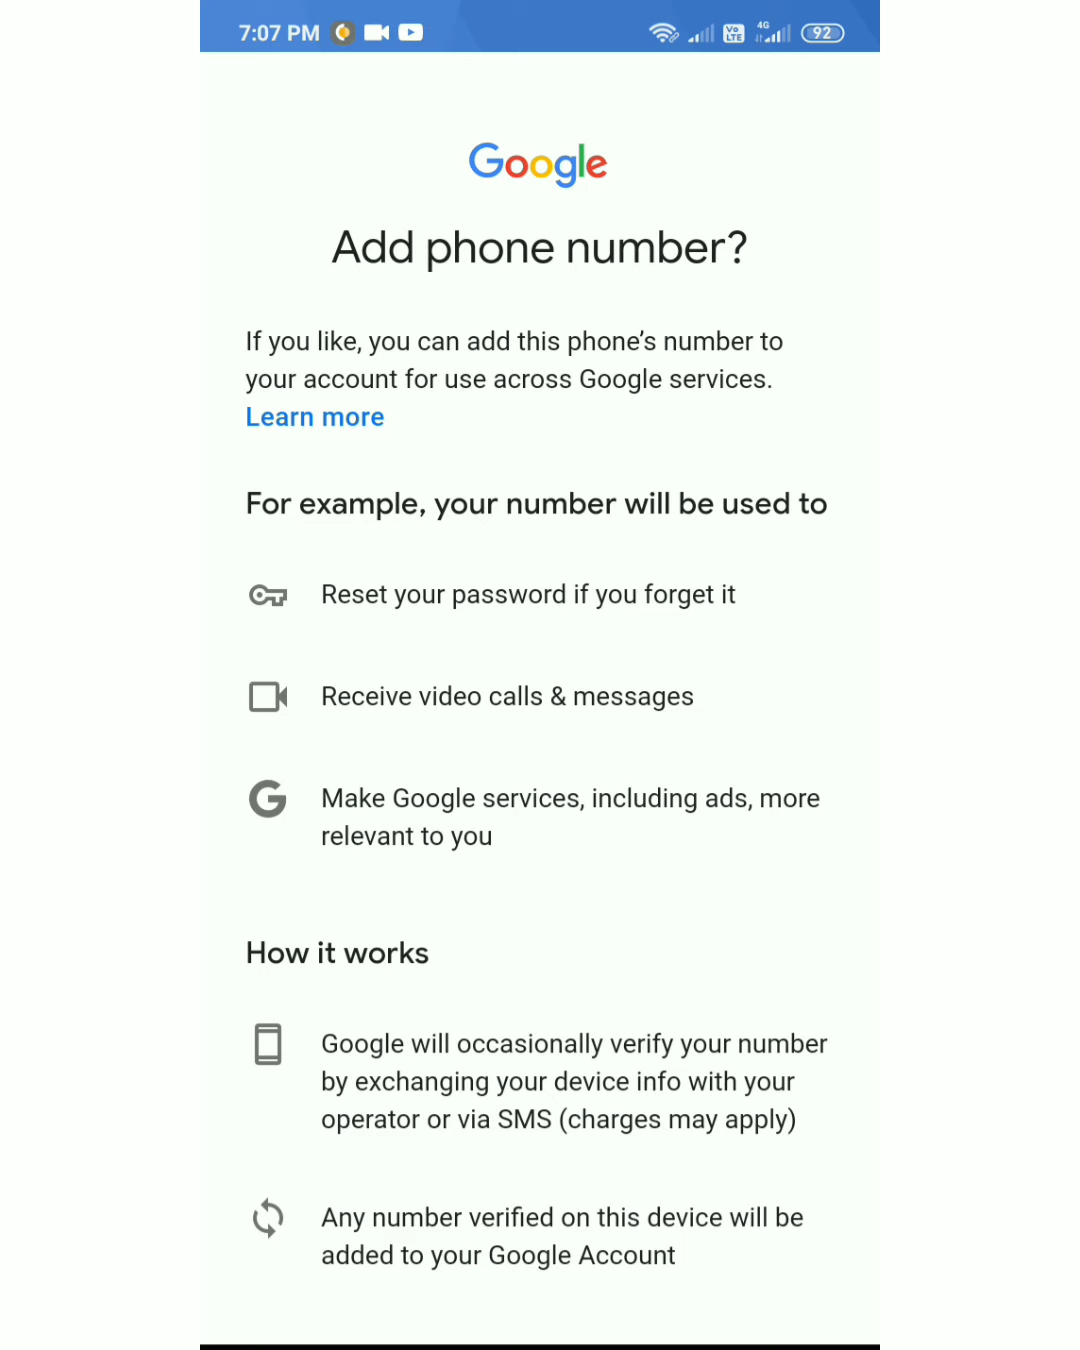 7:07 PM VoLTE 4G 92
Google
Add phone number?
If you like, you can add this phone’s number to
your account for use across Google services.
Learn more
For example, your number will be used to
Reset your password if you forget it
Receive video calls & messages
G Make Google services, including ads, more
relevant to you
How it works
Google will occasionally verify your number
by exchanging your device info with your
operator or via SMS (charges may apply)
Any number verified on this device will be
added to your Google Account